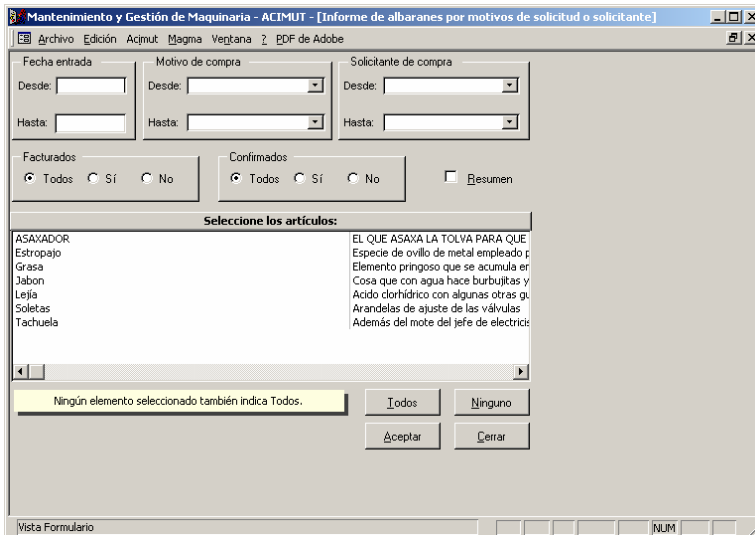 Mantenimiento y Gestión de Maquinaria - ACIMUT - [Informe de albaranes por motivos de solicitud o solicitante]
Archivo Edición Acimut Magma Ventana ? PDF de Adobe
Fecha entrada Motivo de compra Solicitante de compra
Desde: Desde: Desde:
Hasta: Hasta: Hasta:
Facturados Confirmados
Todos Sí No Todos Sí No Resumen
Seleccione los artículos:
ASAXADOR EL QUE ASAXA LA TOLVA PARA QUE
Estropajo Especie de ovillo de metal empleado p
Grasa Elemento pringoso que se acumula er
Jabon Cosa que con agua hace burbujitas y
Lejía Acido clorhídrico con algunas otras gu
Soletas Arandelas de ajuste de las válvulas
Tachuela Además del mote del jefe de electricis
Ningún elemento seleccionado también indica Todos. Todos Ninguno
Aceptar Cerrar
Vista Formulario NUM